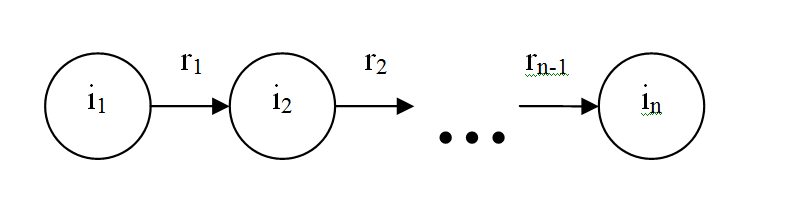 r₁ r₂ rₙ₋₁
i₁ i₂ iₙ